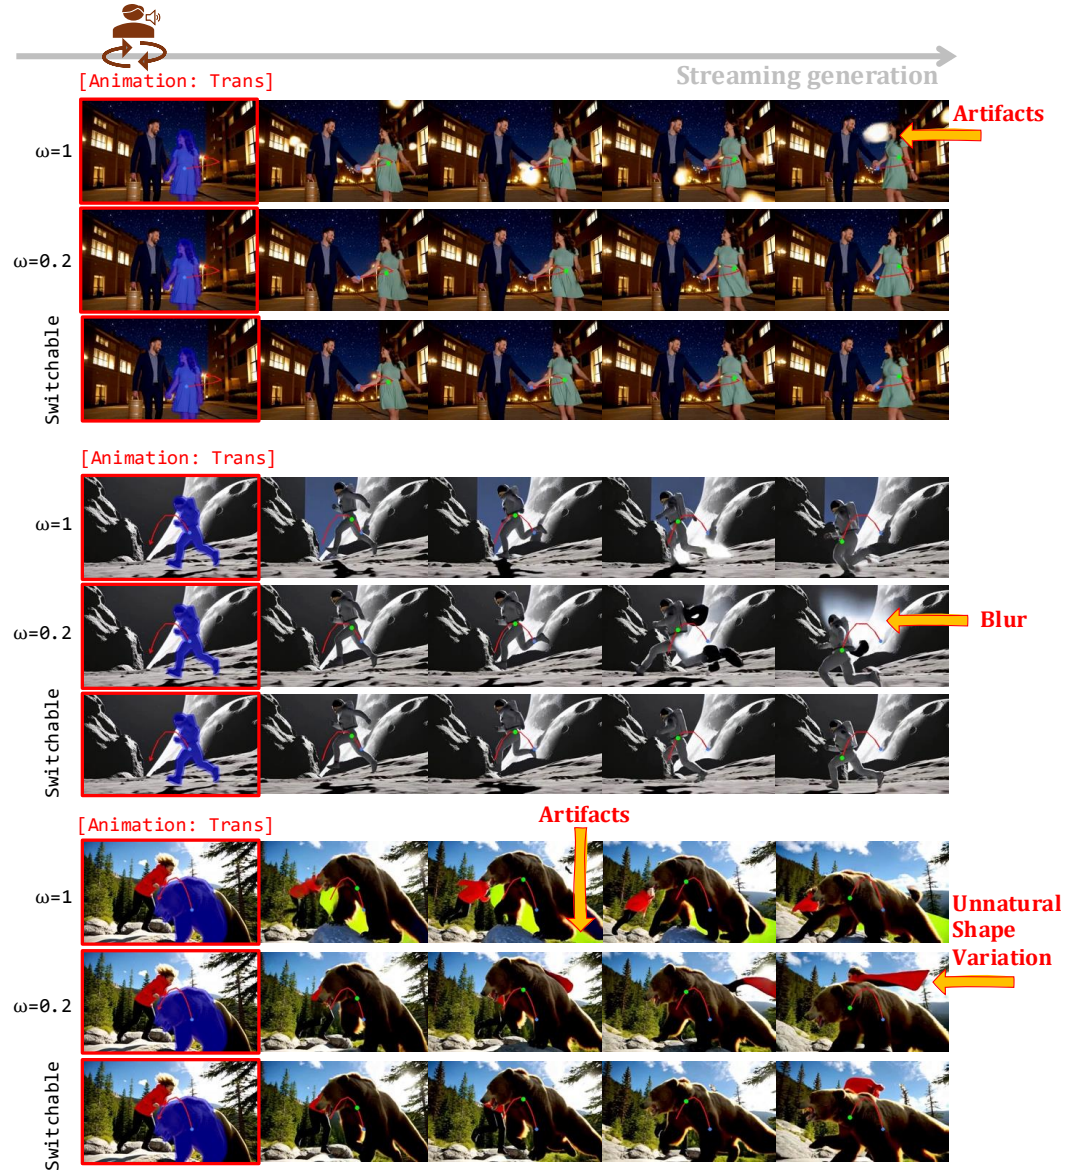 Streaming generation
[Animation: Trans]
ω=1
Artifacts
ω=0.2
Switchable
[Animation: Trans]
ω=1
ω=0.2
Blur
Switchable
[Animation: Trans]
Artifacts
ω=1
Unnatural
Shape
Variation
ω=0.2
Switchable